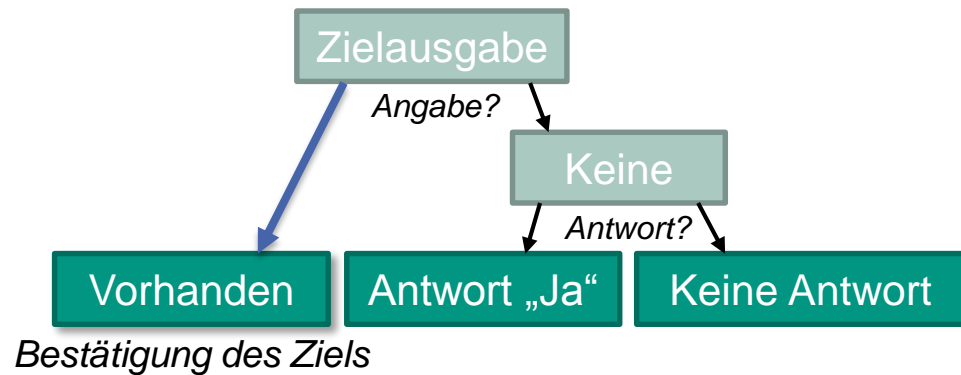 Zielausgabe
Angabe?
Keine
Antwort?
Vorhanden
Antwort „Ja“
Keine Antwort
Bestätigung des Ziels